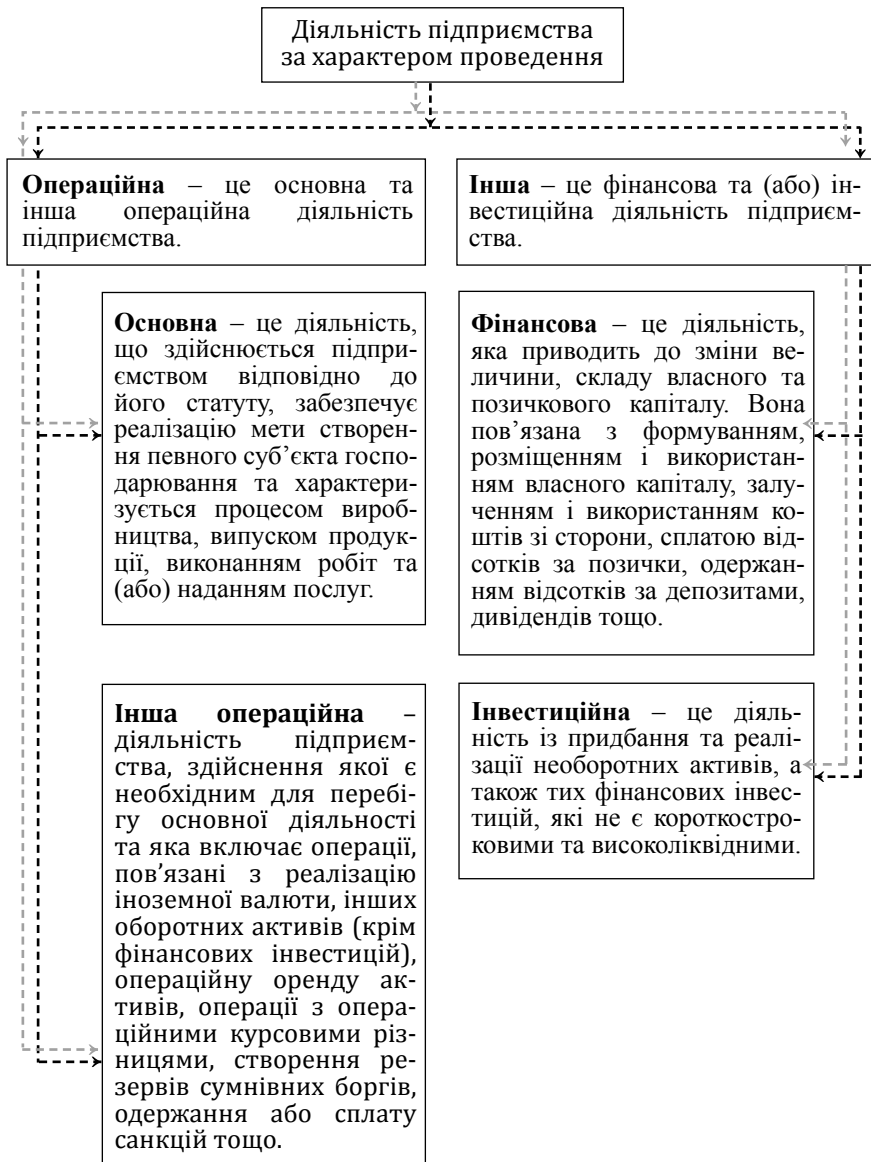 Діяльність підприємства
за характером проведення
Операційна – це основна та
інша операційна діяльність
підприємства.
Інша – це фінансова та (або) ін-
вестиційна діяльність підприєм-
ства.
Основна – це діяльність,
що здійснюється підпри-
ємством відповідно до
його статуту, забезпечує
реалізацію мети створен-
ня певного суб’єкта госпо-
дарювання та характери-
зується процесом вироб-
ництва, випуском продук-
ції, виконанням робіт та
(або) наданням послуг.
Фінансова – це діяльність,
яка приводить до зміни ве-
личини, складу власного та
позичкового капіталу. Вона
пов’язана з формуванням,
розміщенням і використан-
ням власного капіталу, залу-
ченням і використанням ко-
штів зі сторони, сплатою від-
сотків за позички, одержан-
ням відсотків за депозитами,
дивідендів тощо.
Інша операційна –
діяльність підприєм-
ства, здійснення якої є
необхідним для перебі-
гу основної діяльності
та яка включає операції,
пов’язані з реалізацію
іноземної валюти, інших
оборотних активів (крім
фінансових інвестицій),
операційну оренду ак-
тивів, операції з опера-
ційними курсовими різ-
ницями, створення ре-
зервів сумнівних боргів,
одержання або сплату
санкцій тощо.
Інвестиційна – це діяль-
ність із придбання та реалі-
зації необоротних активів, а
також тих фінансових інвес-
тицій, які не є короткостро-
ковими та високоліквідними.